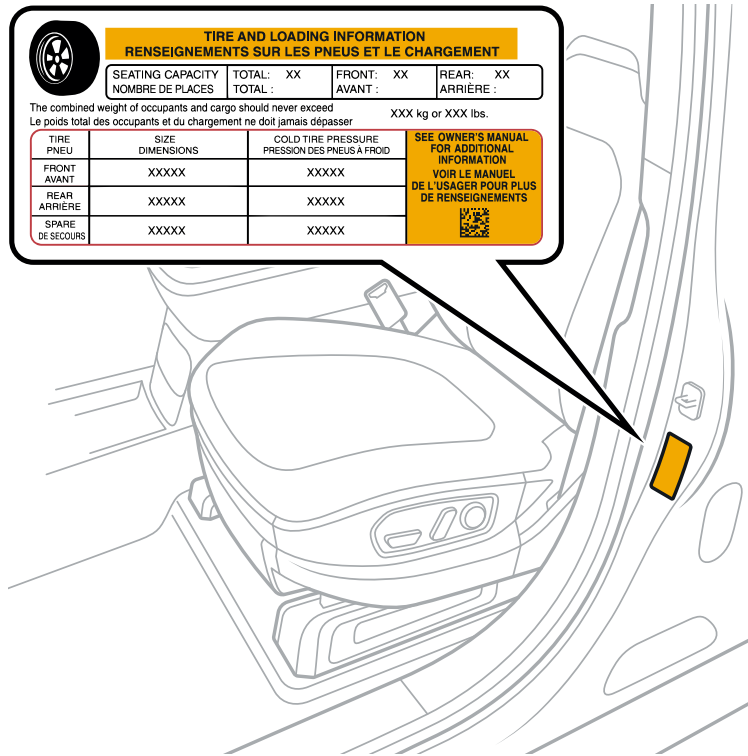 TIRE AND LOADING INFORMATION
RENSEIGNEMENTS SUR LES PNEUS ET LE CHARGEMENT
SEATING CAPACITY TOTAL: XX FRONT: XX REAR: XX
NOMBRE DE PLACES TOTAL : AVANT : ARRIÈRE :
The combined weight of occupants and cargo should never exceed
Le poids total des occupants et du chargement ne doit jamais dépasser
XXX kg or XXX lbs.
TIRE SIZE COLD TIRE PRESSURE
PNEU DIMENSIONS PRESSION DES PNEUS À FROID
FRONT
AVANT
XXXXX XXXXX
REAR
ARRIÈRE
XXXXX XXXXX
SPARE
DE SECOURS
XXXXX XXXXX
SEE OWNER'S MANUAL
FOR ADDITIONAL
INFORMATION
VOIR LE MANUEL
DE L'USAGER POUR PLUS
DE RENSEIGNEMENTS